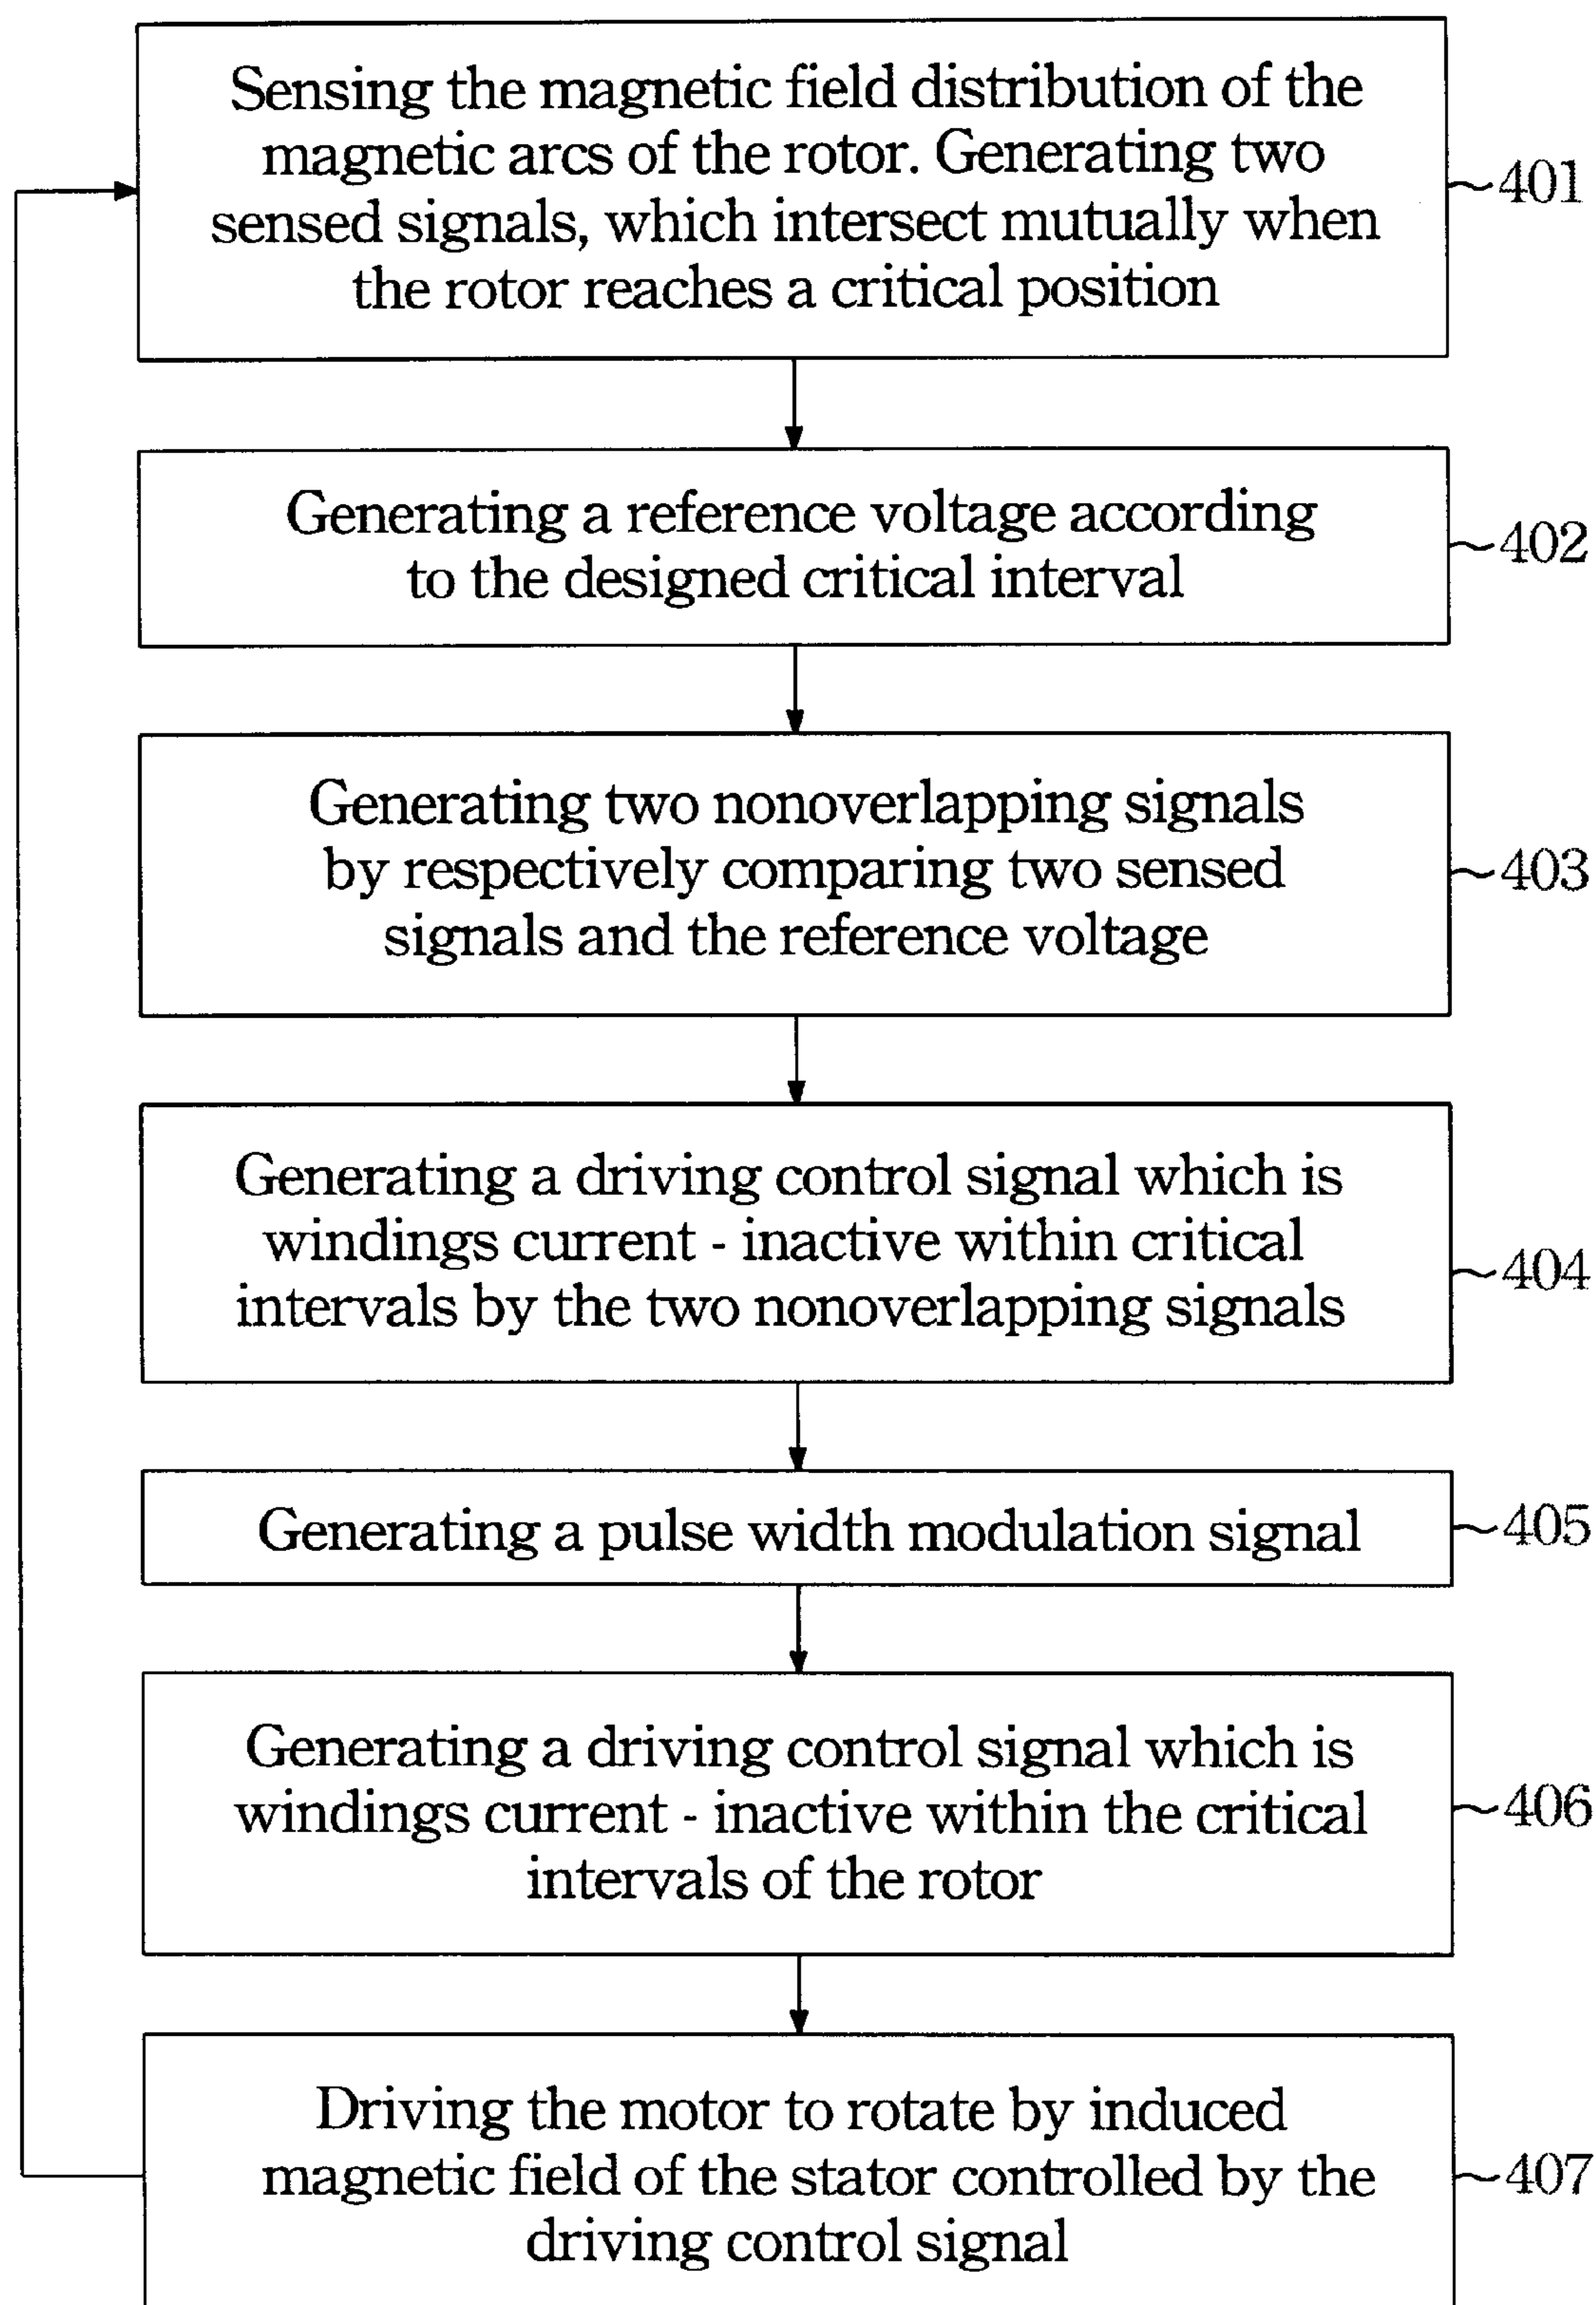 Sensing the magnetic field distribution of the
magnetic arcs of the rotor. Generating two
sensed signals, which intersect mutually when
the rotor reaches a critical position
401
Generating a reference voltage according
to the designed critical interval
402
Generating two nonoverlapping signals
by respectively comparing two sensed
signals and the reference voltage
403
Generating a driving control signal which is
windings current - inactive within critical
intervals by the two nonoverlapping signals
404
Generating a pulse width modulation signal
405
Generating a driving control signal which is
windings current - inactive within the critical
intervals of the rotor
406
Driving the motor to rotate by induced
magnetic field of the stator controlled by the
driving control signal
407